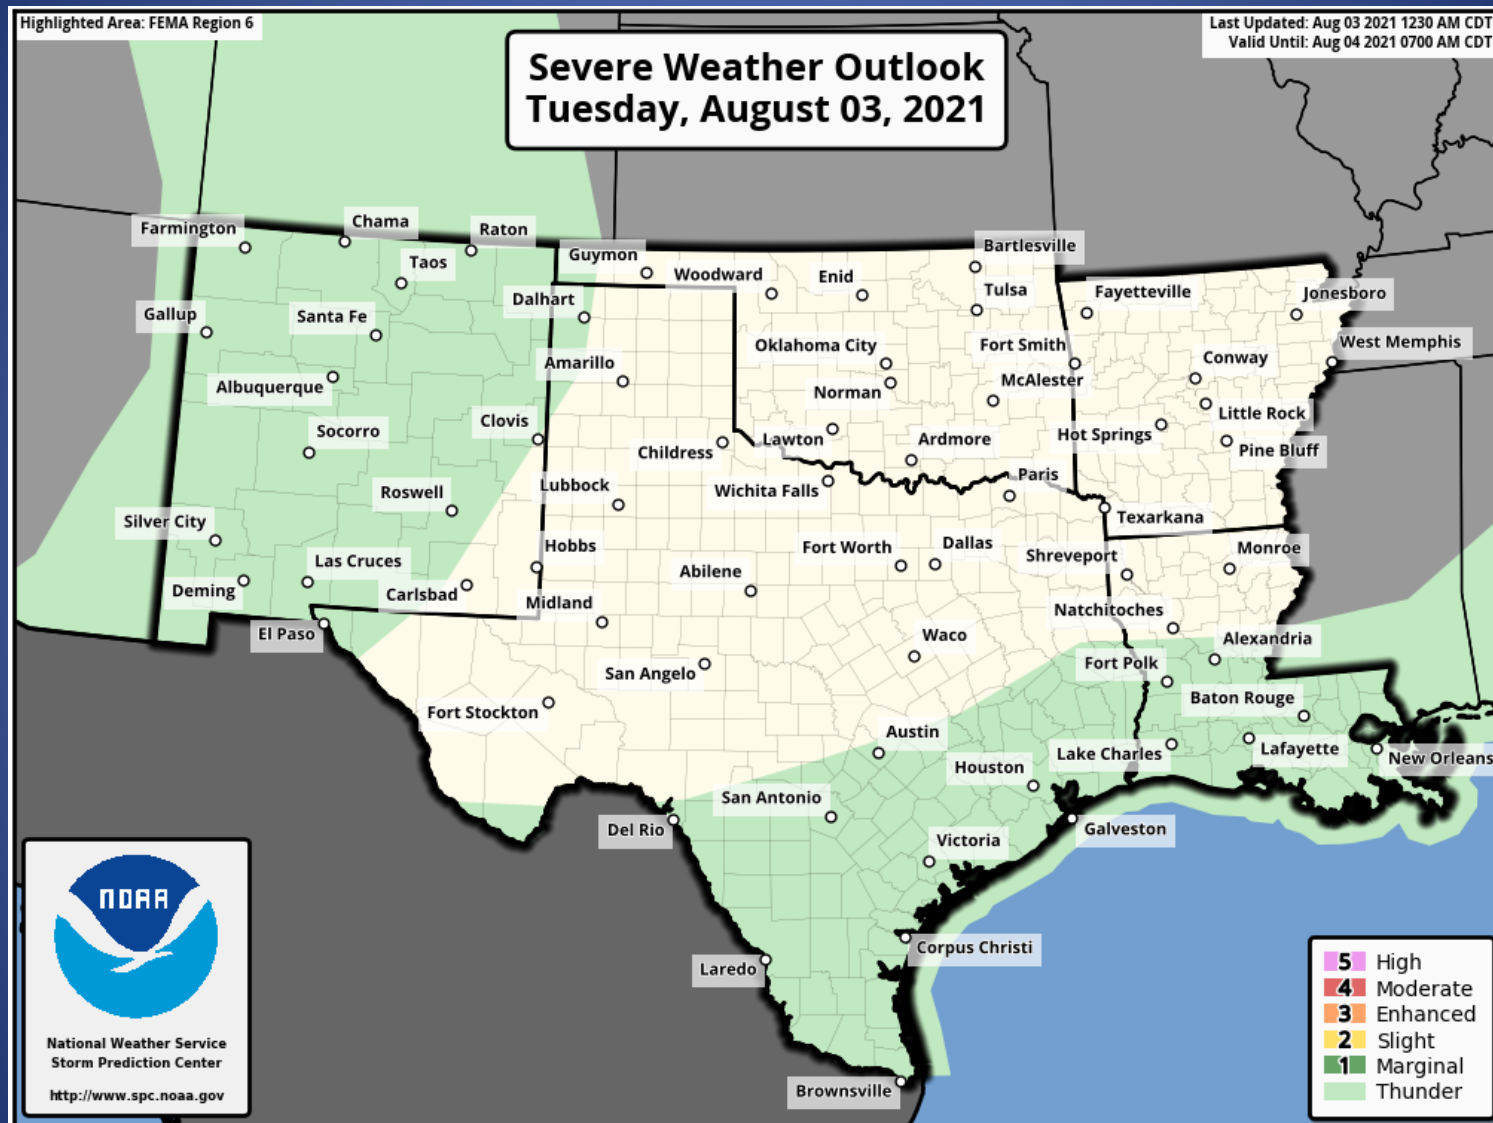 Highlighted Area: FEMA Region 6
Last Updated: Aug 03 2021 1230 AM CDT
Valid Until: Aug 04 2021 0700 AM CDT
Severe Weather Outlook
Tuesday, August 03, 2021
Farmington
Chama
Raton
Taos
Guymon
Woodward
Enid
Bartlesville
Gallup
Santa Fe
Dalhart
Tulsa
Fayetteville
Jonesboro
Albuquerque
Amarillo
Oklahoma City
Fort Smith
Conway
West Memphis
Norman
McAlester
Socorro
Clovis
Childress
Lawton
Ardmore
Hot Springs
Little Rock
Pine Bluff
Roswell
Lubbock
Wichita Falls
Paris
Texarkana
Silver City
Las Cruces
Hobbs
Fort Worth
Dallas
Shreveport
Monroe
Deming
Carlsbad
Midland
Abilene
Natchitoches
El Paso
San Angelo
Waco
Fort Polk
Alexandria
Fort Stockton
Austin
Baton Rouge
Houston
Lake Charles
Lafayette
New Orleans
San Antonio
Del Rio
Victoria
Galveston
Laredo
Corpus Christi
Brownsville
NOAA
National Weather Service
Storm Prediction Center
http://www.spc.noaa.gov
5 High
4 Moderate
3 Enhanced
2 Slight
1 Marginal
Thunder